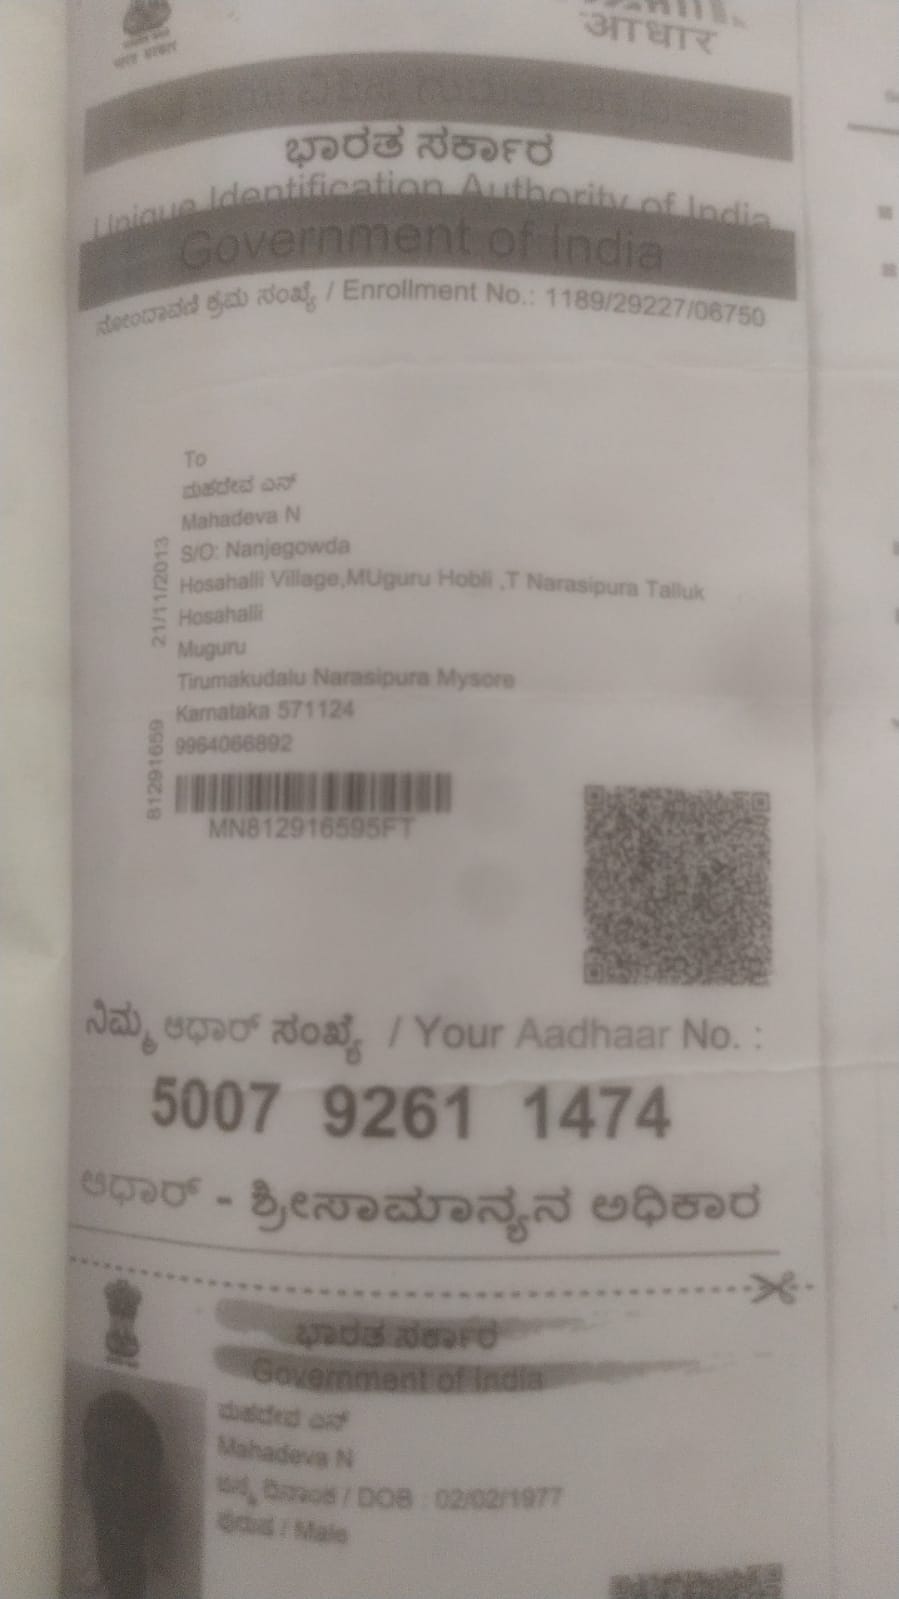 भारत सरकार
आधार
ಭಾರತ ಸರ್ಕಾರ
Unique Identification Authority of India
Government of India
ನೋಂದಾವಣೆ ಕ್ರಮ ಸಂಖ್ಯೆ / Enrollment No.: 1189/29227/06750
To
ಮಹದೇವ ಎನ್
Mahadeva N
S/O: Nanjegowda
Hosahalli Village,MUguru Hobli ,T Narasipura Talluk
Hosahalli
Muguru
Tirumakudalu Narasipura Mysore
Karnataka 571124
9964066892
21/11/2013
81291659
MN812916595FT
ನಿಮ್ಮ ಆಧಾರ್ ಸಂಖ್ಯೆ / Your Aadhaar No. :
5007 9261 1474
ಆಧಾರ್ - ಶ್ರೀಸಾಮಾನ್ಯನ ಅಧಿಕಾರ
ಭಾರತ ಸರ್ಕಾರ
Government of India
ಮಹದೇವ ಎನ್
Mahadeva N
ಜನ್ಮ ದಿನಾಂಕ / DOB : 02/02/1977
ಪುರುಷ / Male